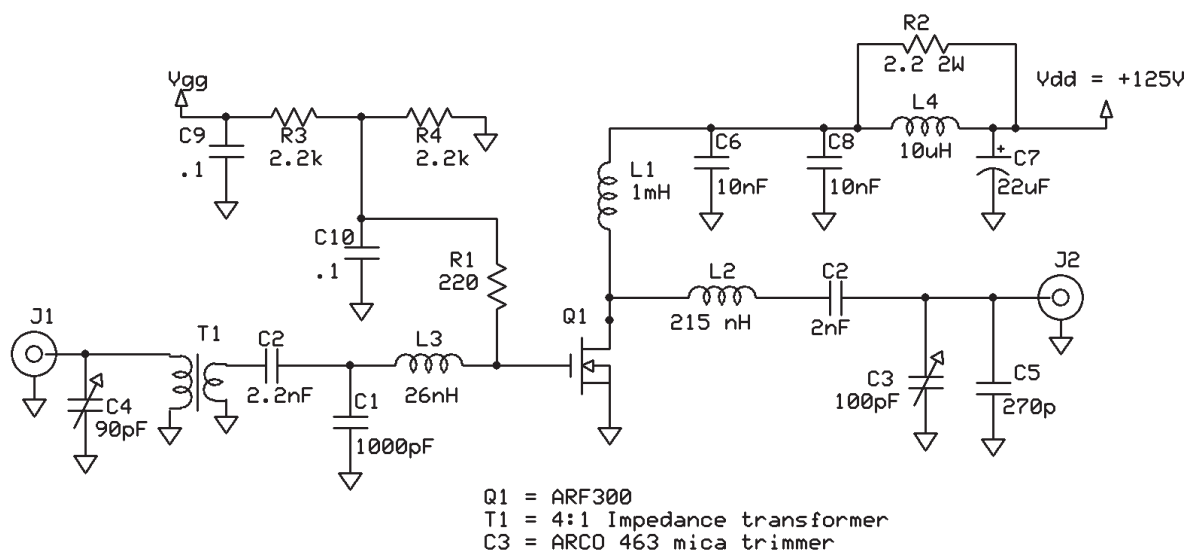 R2
2.2 2W
Vgg
Vdd = +125V
L4
C9
R3
R4
C6
C8
10uH
+
C7
.1
2.2k
2.2k
L1
1mH
10nF
10nF
22uF
C10
.1
R1
220
L2
C2
J2
J1
T1
Q1
215 nH
2nF
C2
L3
C4
90pF
2.2nF
C1
26nH
C3
100pF
C5
270p
1000pF
Q1 = ARF300
T1 = 4:1 Impedance transformer
C3 = ARCO 463 mica trimmer